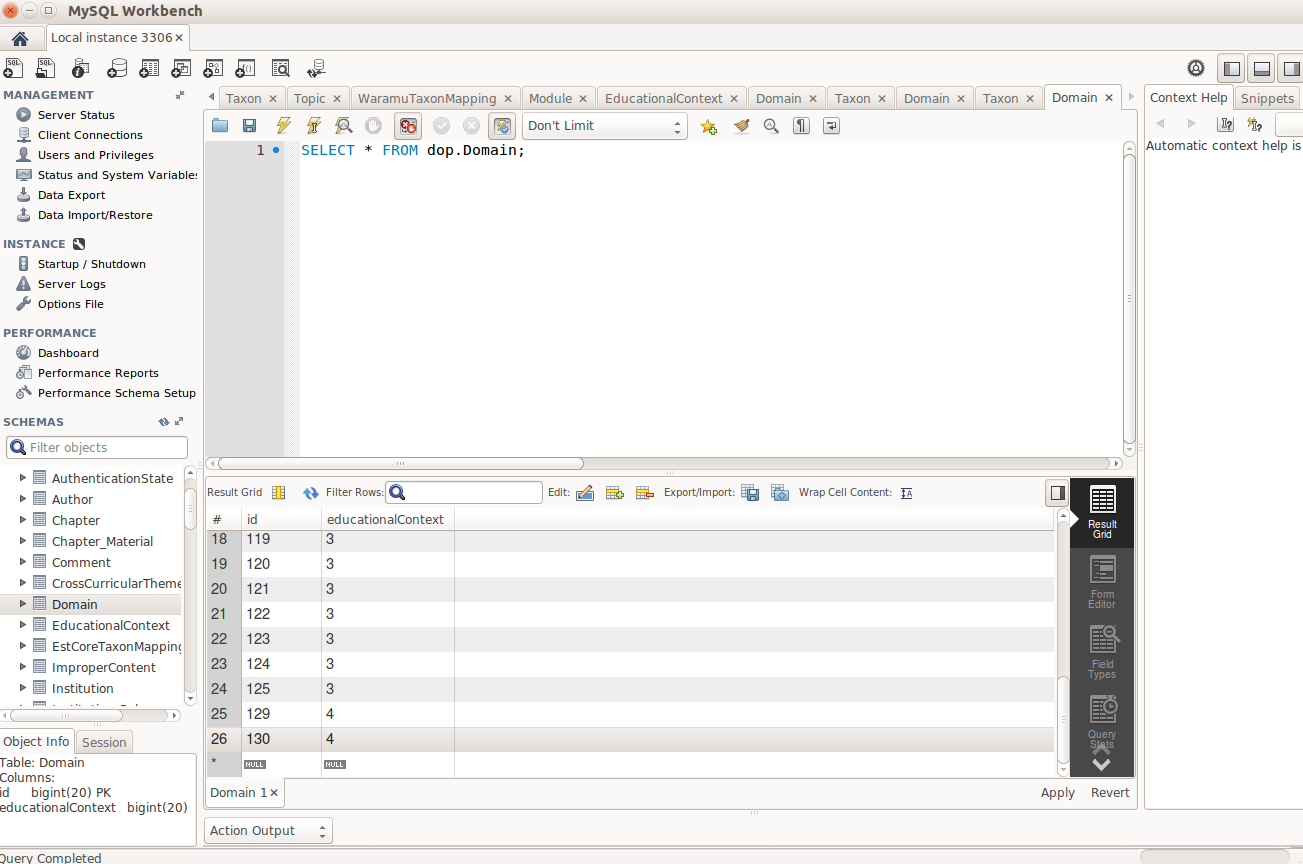 MySQL Workbench
Local instance 3306
MANAGEMENT
Server Status
Client Connections
Users and Privileges
Status and System Variables
Data Export
Data Import/Restore
INSTANCE
Startup / Shutdown
Server Logs
Options File
PERFORMANCE
Dashboard
Performance Reports
Performance Schema Setup
SCHEMAS
Filter objects
AuthenticationState
Author
Chapter
Chapter_Material
Comment
CrossCurricularTheme
Domain
EducationalContext
EstCoreTaxonMapping
ImproperContent
Institution
Object Info Session
Table: Domain
Columns:
id bigint(20) PK
educationalContext bigint(20)
Query Completed
Taxon Topic WaramuTaxonMapping Module EducationalContext Domain Taxon Domain Taxon Domain
Don't Limit
1 SELECT * FROM dop.Domain;
Result Grid Filter Rows: Edit: Export/Import: Wrap Cell Content:
# id educationalContext
18 119 3
19 120 3
20 121 3
21 122 3
22 123 3
23 124 3
24 125 3
25 129 4
26 130 4
* NULL NULL
Result
Grid
Form
Editor
Field
Types
Query
Stats
Domain 1 Apply Revert
Action Output
Context Help Snippets
Automatic context help is